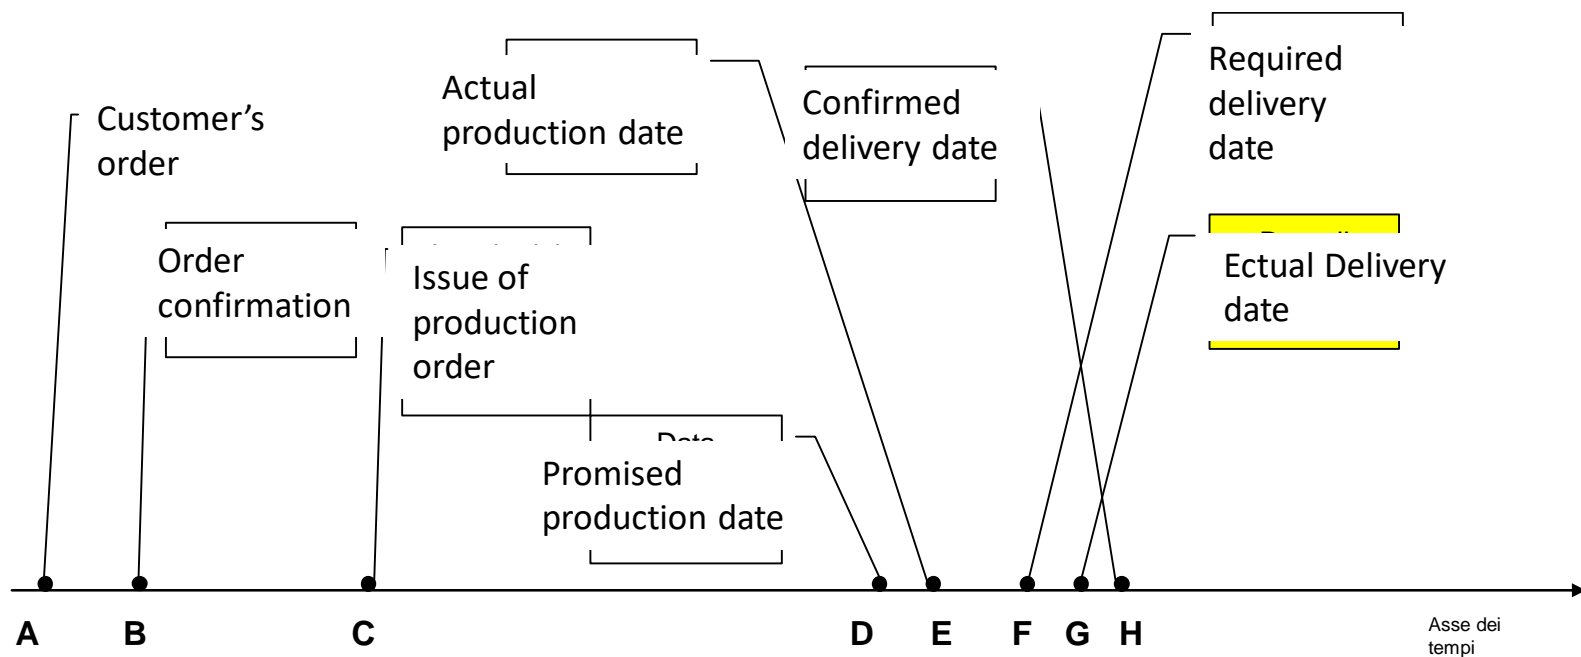 Customer's
order
Order
confirmation
Actual
production date
Issue of
production
order
Promised
production date
Confirmed
delivery date
Required
delivery
date
Ectual Delivery
date
A
B
C
D
E
F
G
H
Asse dei
tempi